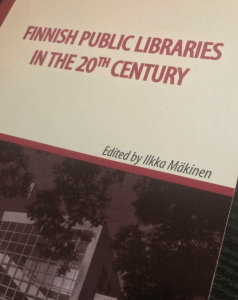 FINNISH PUBLIC LIBRARIES
IN THE 20TH CENTURY
Edited by Ilkka Mäkinen